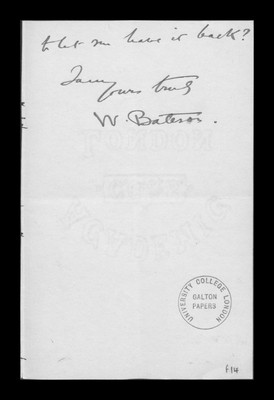 to let me have it back?
I am
yours truly
W. Bateson.
UNIVERSITY COLLEGE LONDON
GALTON
PAPERS
f14